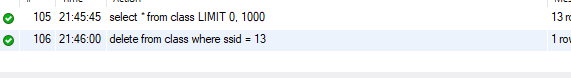 105 21:45:45 select * from class LIMIT 0, 1000 13 ro
106 21:46:00 delete from class where ssid = 13 1 row